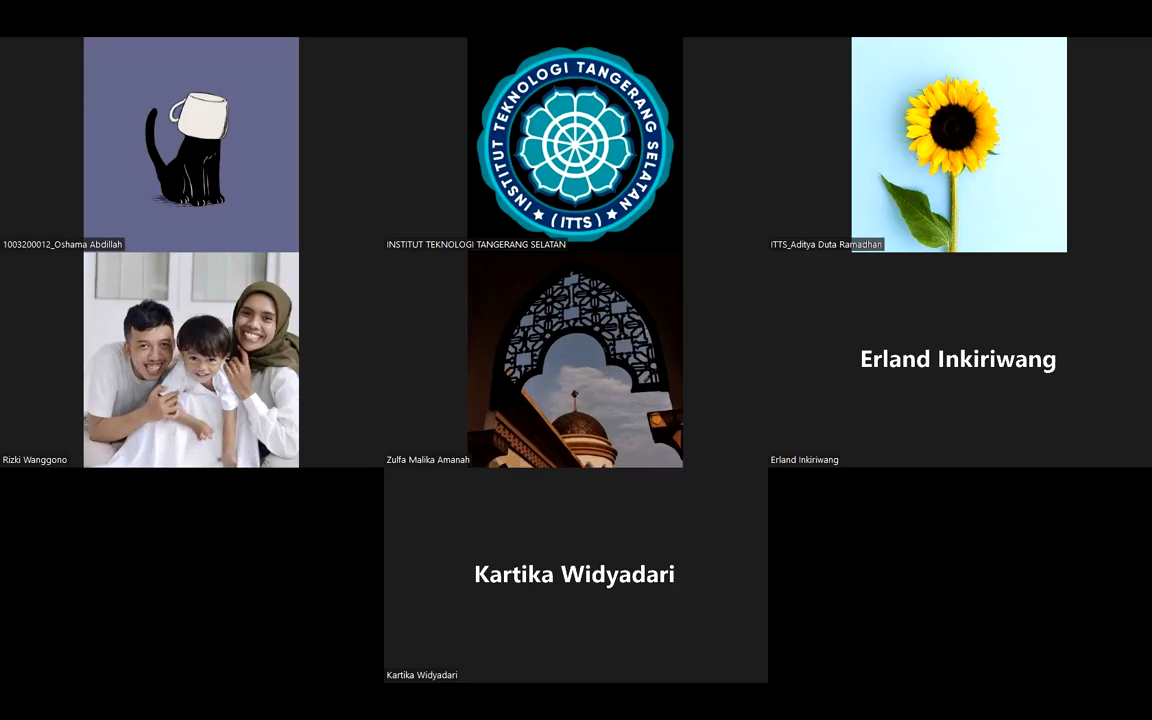 INSTITUT TEKNOLOGI TANGERANG SELATAN
(ITTS)
1003200012_Oshama Abdillah
INSTITUT TEKNOLOGI TANGERANG SELATAN
ITTS_Aditya Duta Ramadhan
Erland Inkiriwang
Rizki Wanggono
Zulfa Malika Amanah
Erland Inkiriwang
Kartika Widyadari
Kartika Widyadari